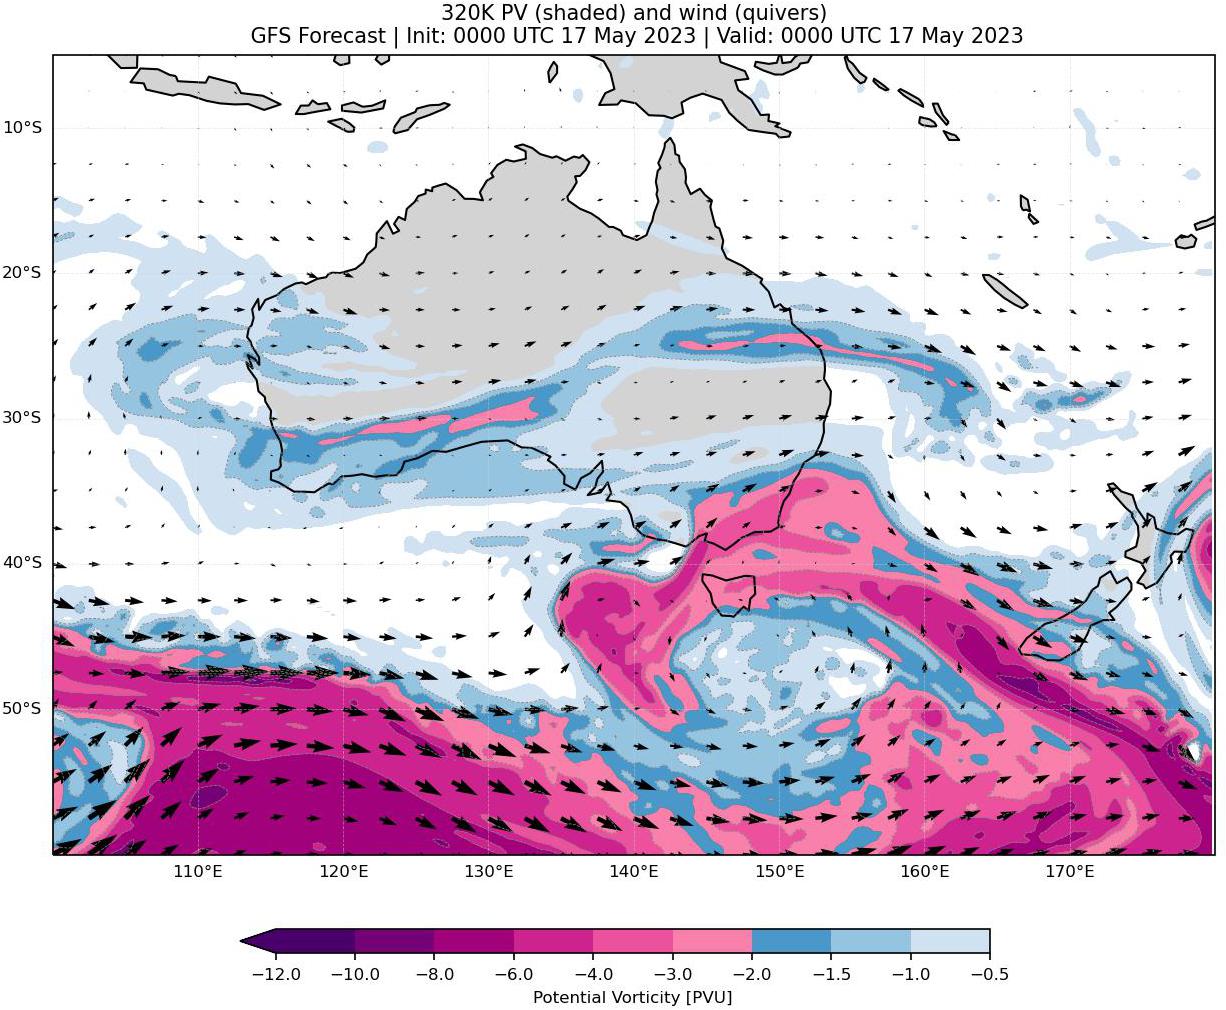 320K PV (shaded) and wind (quivers)
GFS Forecast | Init: 0000 UTC 17 May 2023 | Valid: 0000 UTC 17 May 2023
10°S
20°S
30°S
40°S
50°S
110°E 120°E 130°E 140°E 150°E 160°E 170°E
−12.0 −10.0 −8.0 −6.0 −4.0 −3.0 −2.0 −1.5 −1.0 −0.5
Potential Vorticity [PVU]